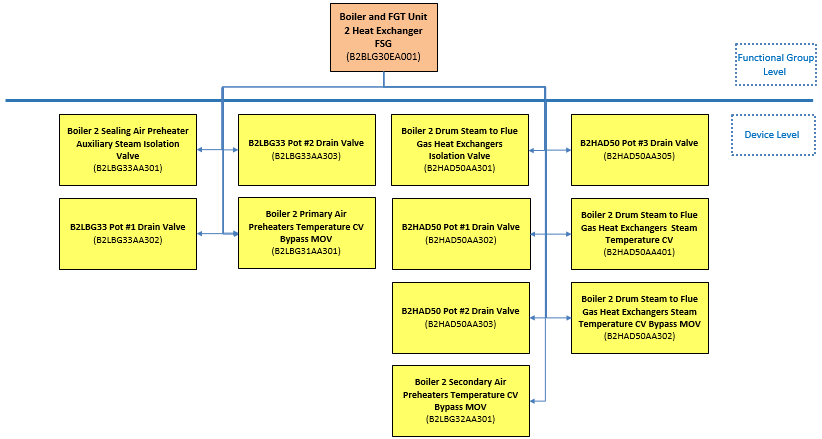 Boiler and FGT Unit
2 Heat Exchanger
FSG
(B2BLG30EA001)
Functional Group
Level
Device Level
Boiler 2 Sealing Air Preheater
Auxiliary Steam Isolation
Valve
(B2LBG33AA301)
B2LBG33 Pot #2 Drain Valve
(B2LBG33AA303)
Boiler 2 Drum Steam to Flue
Gas Heat Exchangers
Isolation Valve
(B2HAD50AA301)
B2HAD50 Pot #3 Drain Valve
(B2HAD50AA305)
B2LBG33 Pot #1 Drain Valve
(B2LBG33AA302)
Boiler 2 Primary Air
Preheaters Temperature CV
Bypass MOV
(B2LBG31AA301)
B2HAD50 Pot #1 Drain Valve
(B2HAD50AA302)
Boiler 2 Drum Steam to Flue
Gas Heat Exchangers Steam
Temperature CV
(B2HAD50AA401)
B2HAD50 Pot #2 Drain Valve
(B2HAD50AA303)
Boiler 2 Drum Steam to Flue
Gas Heat Exchangers Steam
Temperature CV Bypass MOV
(B2HAD50AA302)
Boiler 2 Secondary Air
Preheaters Temperature CV
Bypass MOV
(B2LBG32AA301)